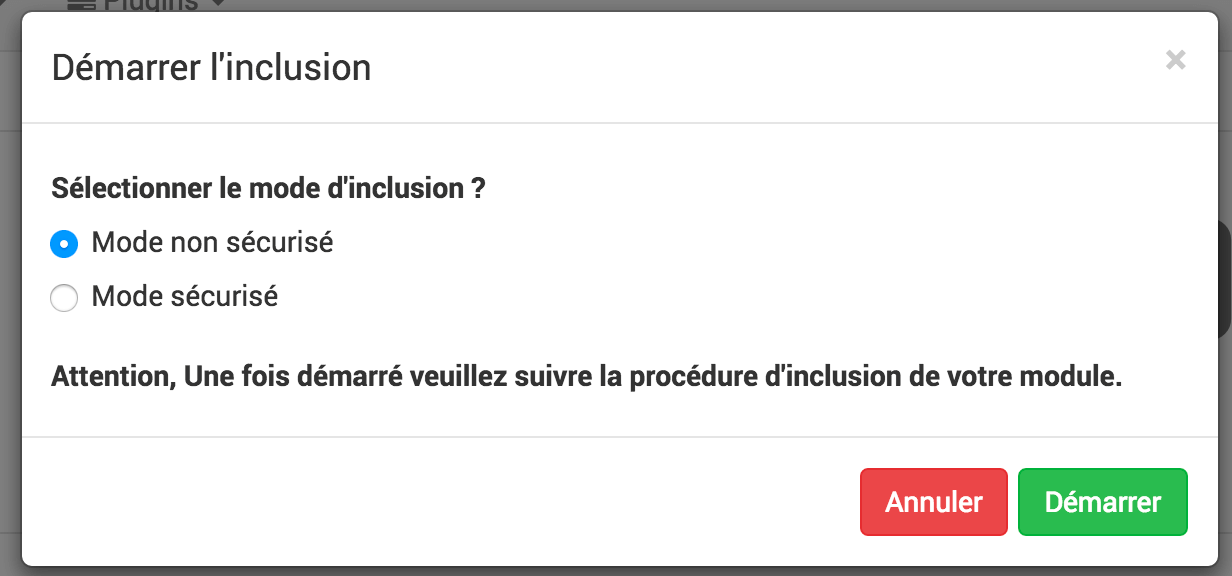 Plugins
Démarrer l'inclusion
×
Sélectionner le mode d'inclusion ?
Mode non sécurisé
Mode sécurisé
Attention, Une fois démarré veuillez suivre la procédure d'inclusion de votre module.
Annuler
Démarrer